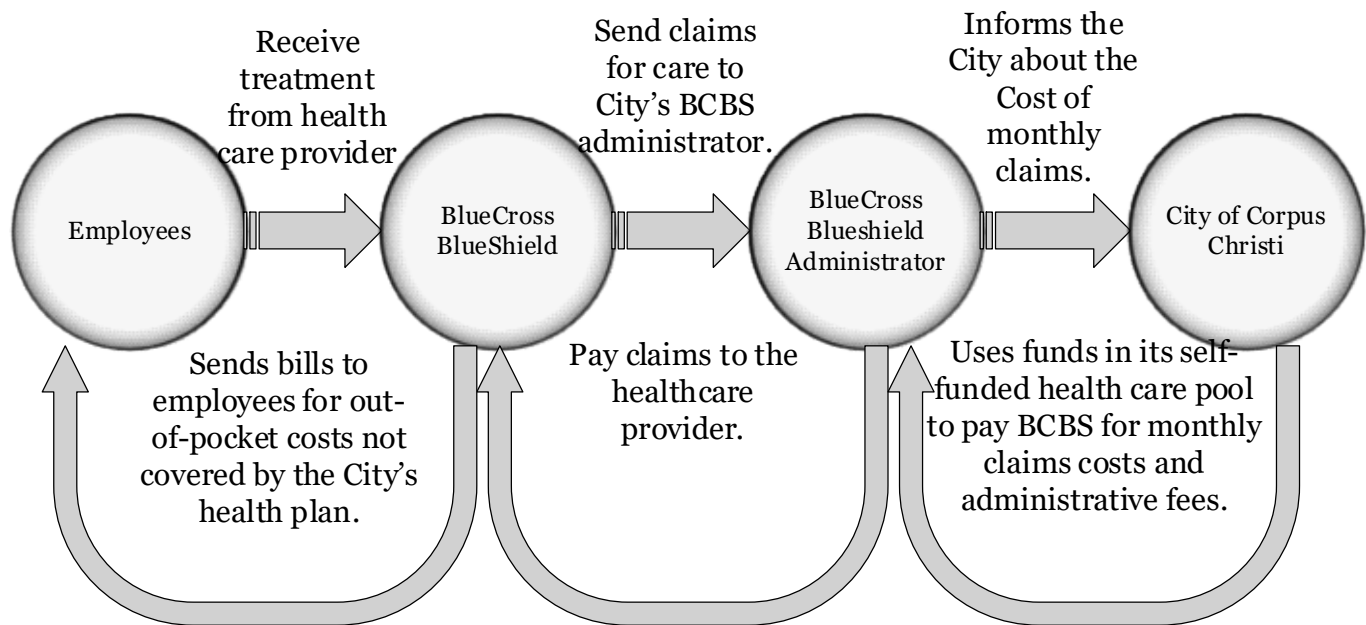 Receive
treatment
from health
care provider
Send claims
for care to
City’s BCBS
administrator.
Informs the
City about the
Cost of
monthly
claims.
Employees
BlueCross
BlueShield
BlueCross
Blueshield
Administrator
City of Corpus
Christi
Sends bills to
employees for out-
of-pocket costs not
covered by the City’s
health plan.
Pay claims to the
healthcare
provider.
Uses funds in its self-
funded health care pool
to pay BCBS for monthly
claims costs and
administrative fees.